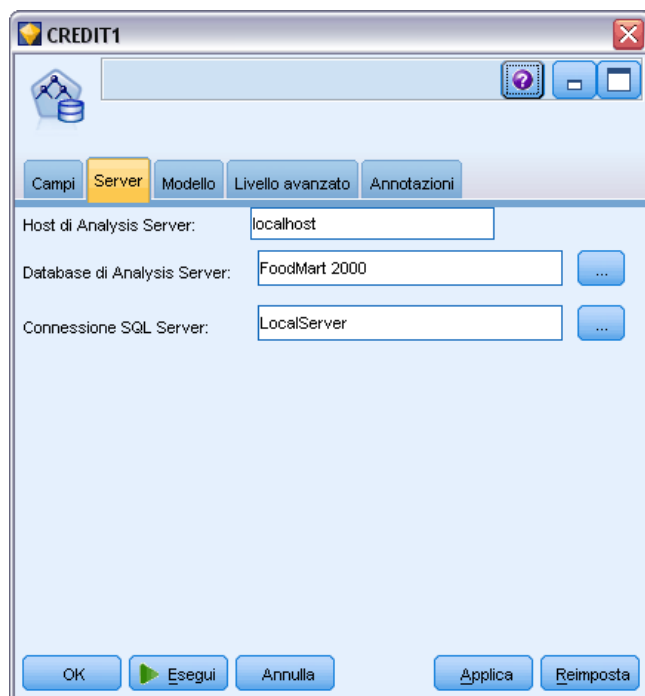 CREDIT1
Campi Server Modello Livello avanzato Annotazioni
Host di Analysis Server: localhost
Database di Analysis Server: FoodMart 2000 ...
Connessione SQL Server: LocalServer ...
OK Esegui Annulla Applica Reimposta